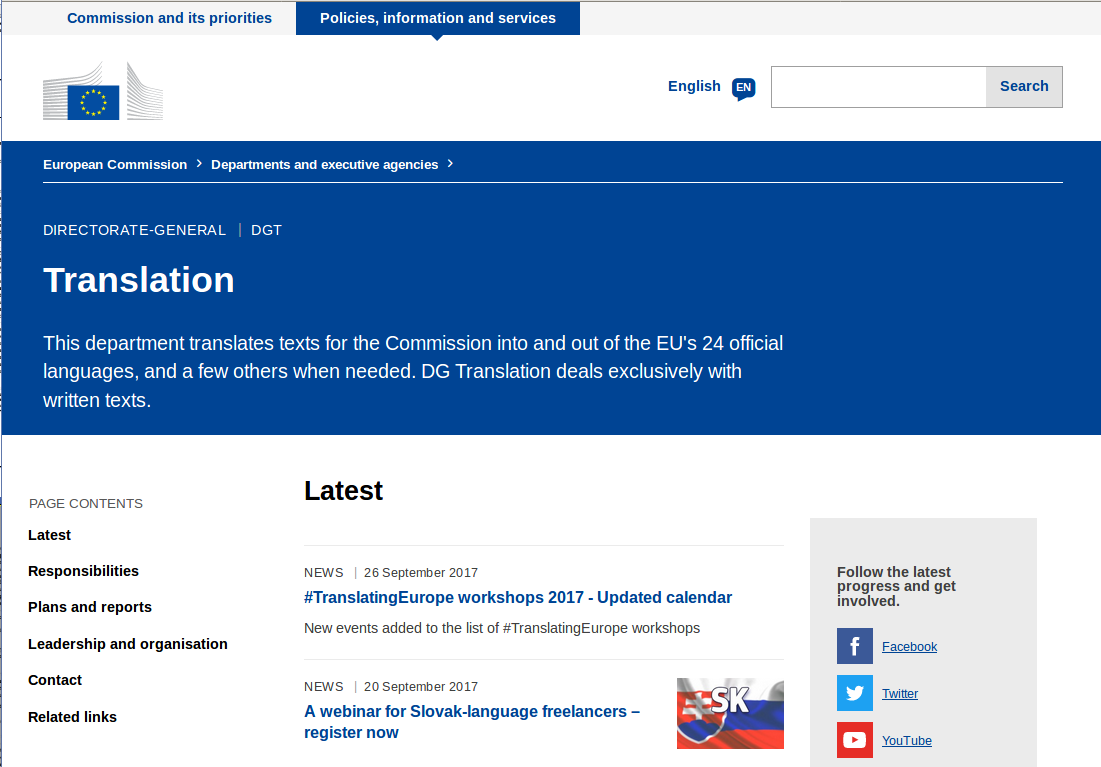 Commission and its priorities
Policies, information and services
English EN
Search
European Commission > Departments and executive agencies >
DIRECTORATE-GENERAL | DGT
Translation
This department translates texts for the Commission into and out of the EU's 24 official
languages, and a few others when needed. DG Translation deals exclusively with
written texts.
PAGE CONTENTS
Latest
Responsibilities
Plans and reports
Leadership and organisation
Contact
Related links
Latest
NEWS | 26 September 2017
#TranslatingEurope workshops 2017 - Updated calendar
New events added to the list of #TranslatingEurope workshops
NEWS | 20 September 2017
A webinar for Slovak-language freelancers –
register now
SK
Follow the latest
progress and get
involved.
Facebook
Twitter
YouTube